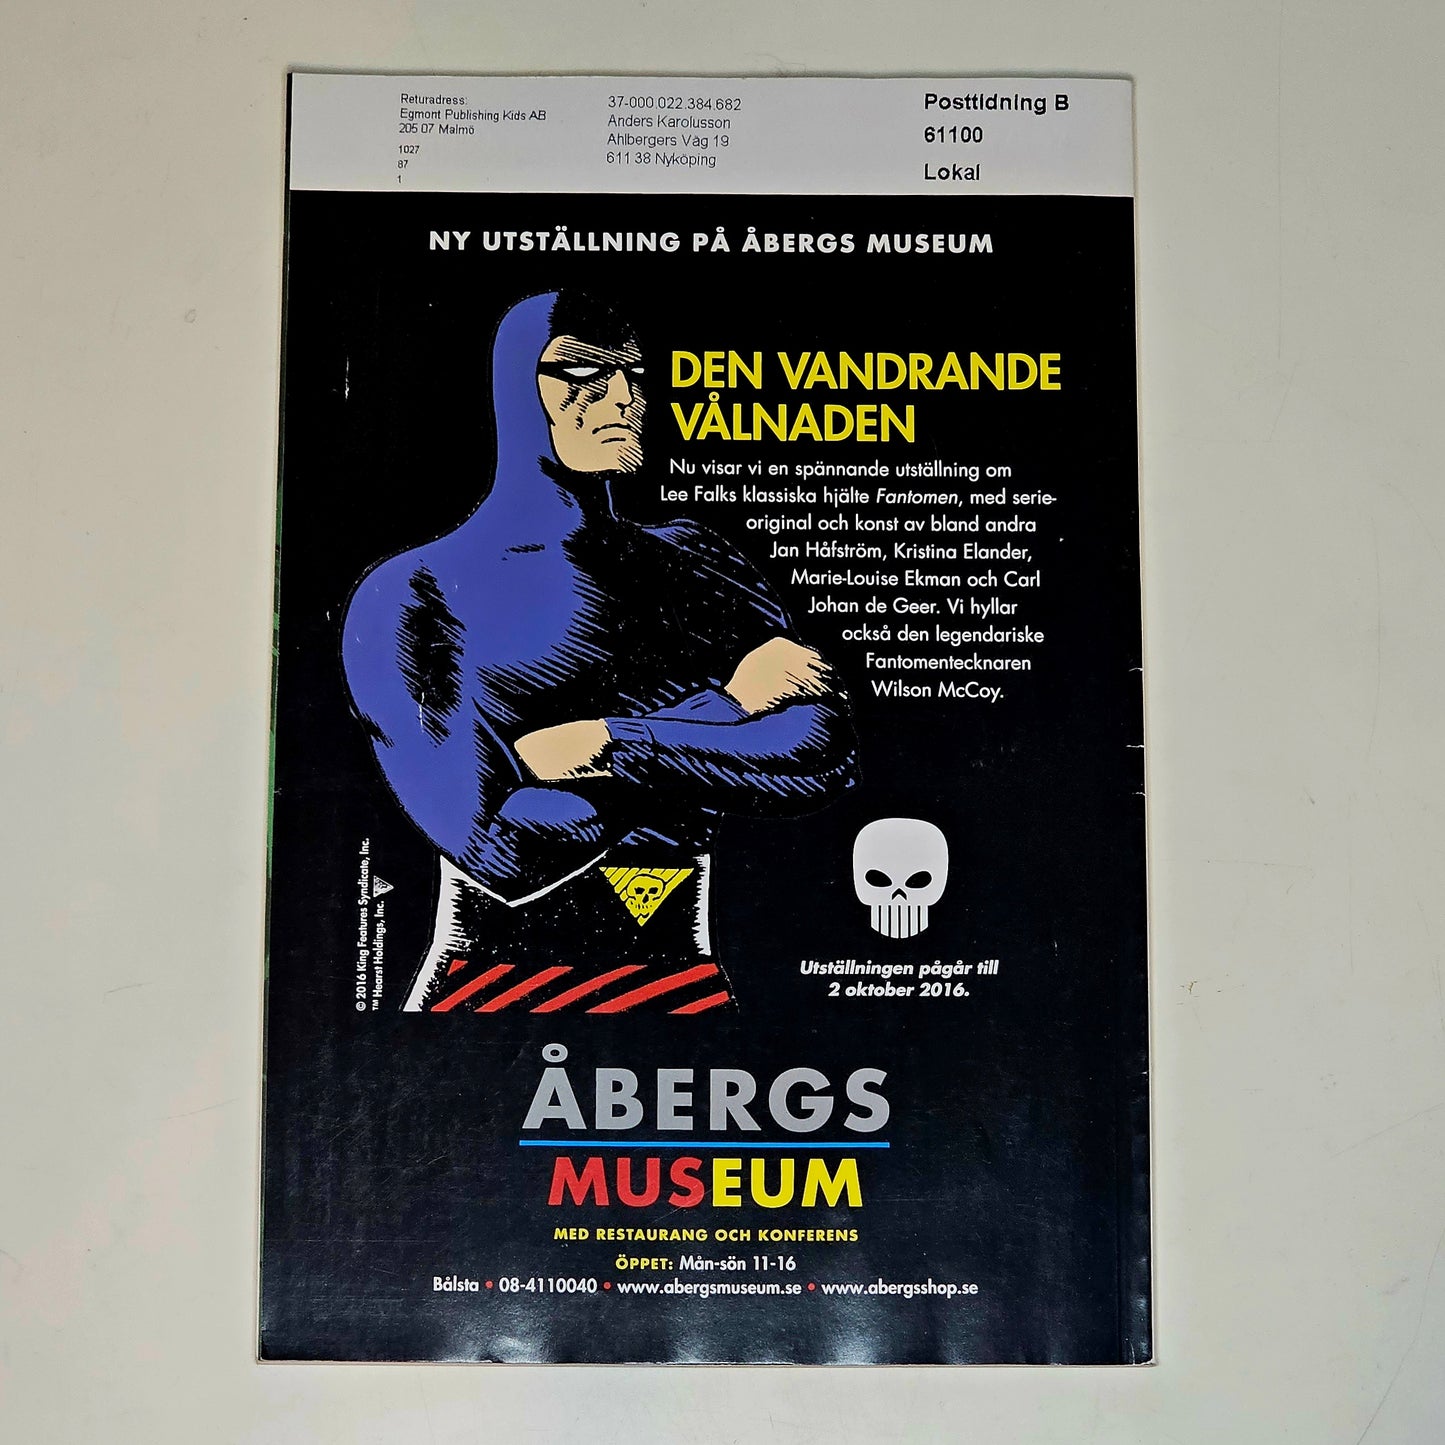 Returadress:
Egmont Publishing Kids AB
205 07 Malmö
1027
87
1
37-000.022.384.682
Anders Karolusson
Ahlbergers Väg 19
611 38 Nyköping
Posttidning B
61100
Lokal
NY UTSTÄLLNING PÅ ÅBERGS MUSEUM
DEN VANDRANDE
VÅLNADEN
Nu visar vi en spännande utställning om
Lee Falks klassiska hjälte Fantomen, med serie-
original och konst av bland andra
Jan Håfström, Kristina Elander,
Marie-Louise Ekman och Carl
Johan de Geer. Vi hyllar
också den legendariske
Fantomentecknaren
Wilson McCoy.
© 2016 King Features Syndicate, Inc.
™ Hearst Holdings, Inc.
Utställningen pågår till
2 oktober 2016.
ÅBERGS
MUSEUM
MED RESTAURANG OCH KONFERENS
ÖPPET: Mån-sön 11-16
Bålsta • 08-4110040 • www.abergsmuseum.se • www.abergsshop.se